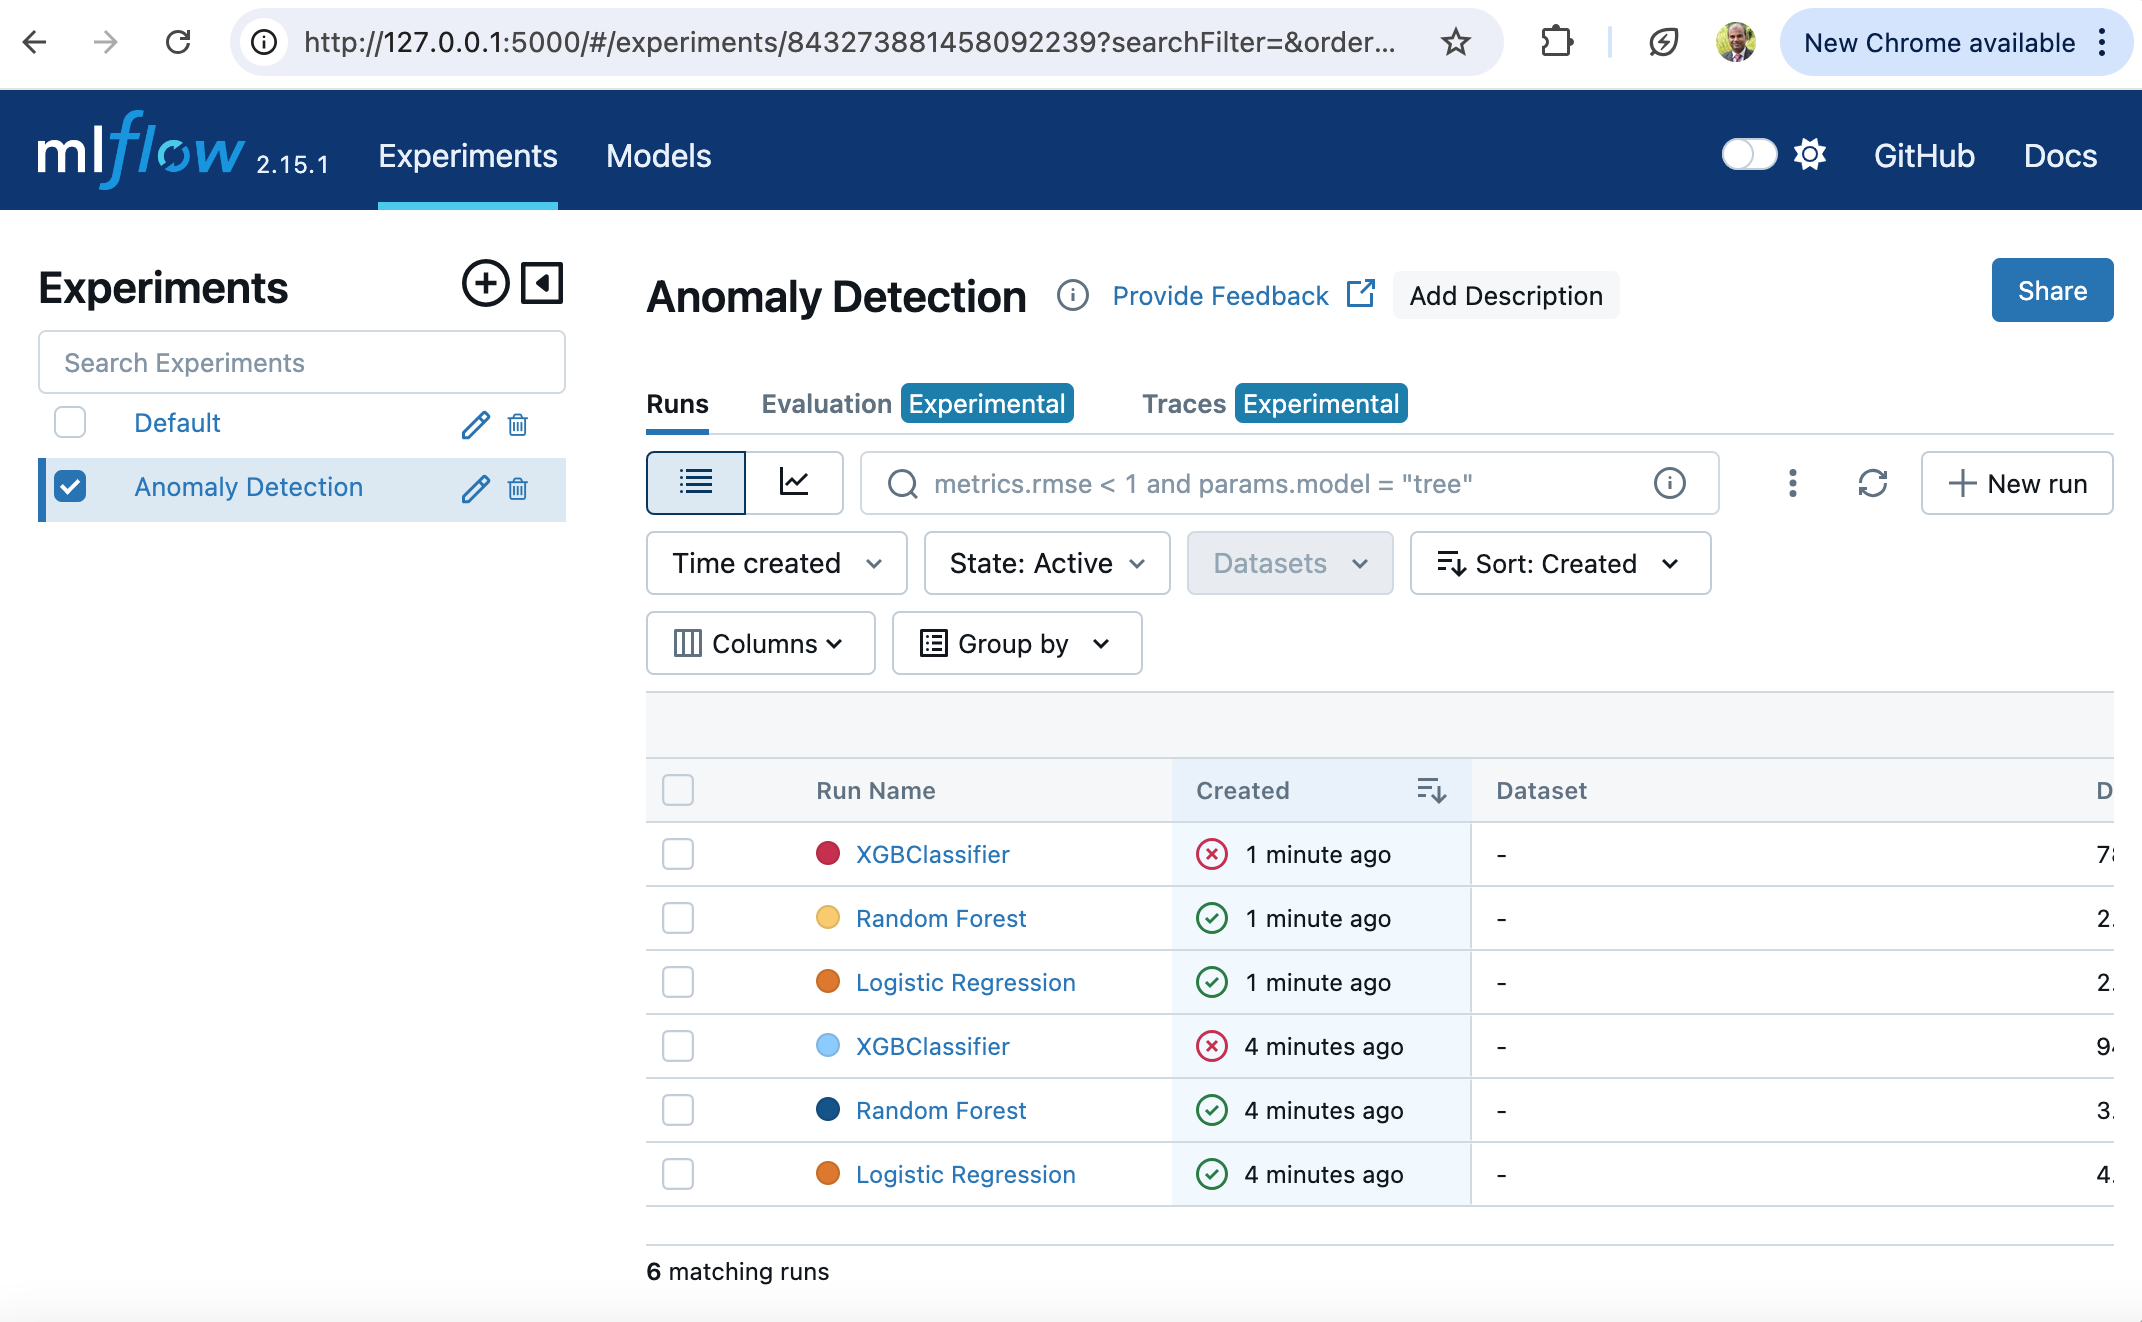 http://127.0.0.1:5000/#/experiments/843273881458092239?searchFilter=&order...
New Chrome available
mlflow 2.15.1
Experiments
Models
GitHub
Docs
Experiments
Search Experiments
Default
Anomaly Detection
Anomaly Detection
Provide Feedback
Add Description
Share
Runs
Evaluation Experimental
Traces Experimental
metrics.rmse < 1 and params.model = "tree"
New run
Time created
State: Active
Datasets
Sort: Created
Columns
Group by
Run Name Created Dataset D
XGBClassifier 1 minute ago -
Random Forest 1 minute ago - 2.
Logistic Regression 1 minute ago - 2.
XGBClassifier 4 minutes ago -
Random Forest 4 minutes ago - 3.
Logistic Regression 4 minutes ago - 4.
6 matching runs